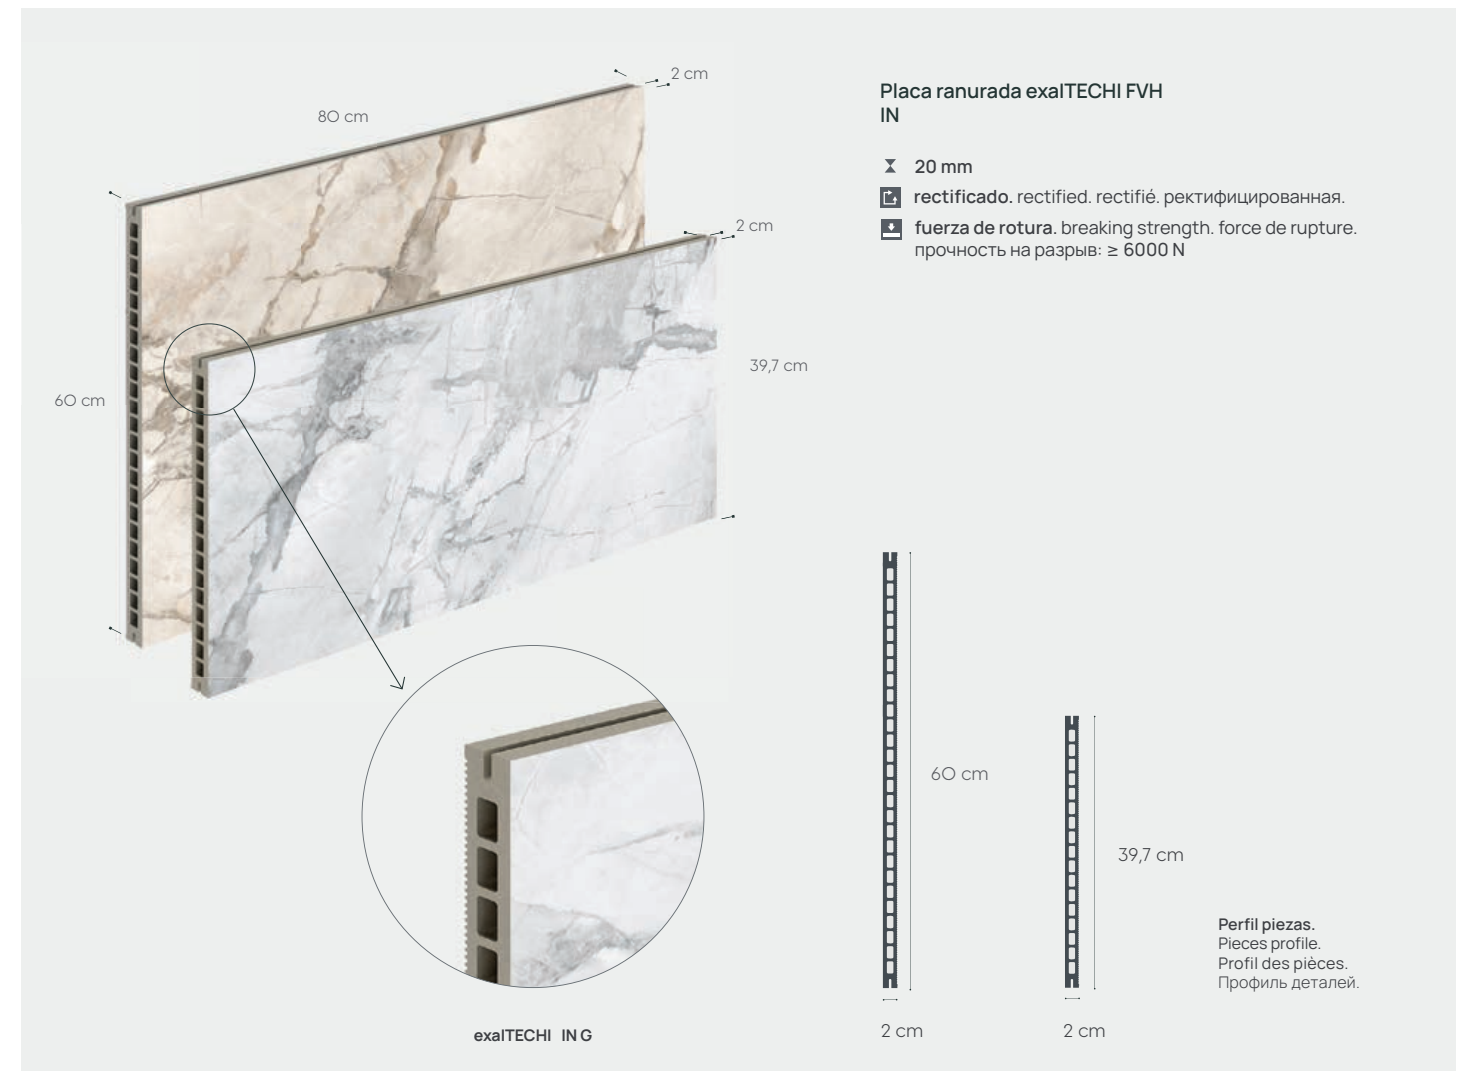 2 cm
80 cm
Placa ranurada exalTECHI FVH
IN
20 mm
rectificado. rectified. rectifié. ректифицированная.
fuerza de rotura. breaking strength. force de rupture.
прочность на разрыв: ≥ 6000 N
2 cm
39,7 cm
60 cm
60 cm
39,7 cm
Perfil piezas.
Pieces profile.
Profil des pièces.
Профиль деталей.
exalTECHI IN G
2 cm
2 cm